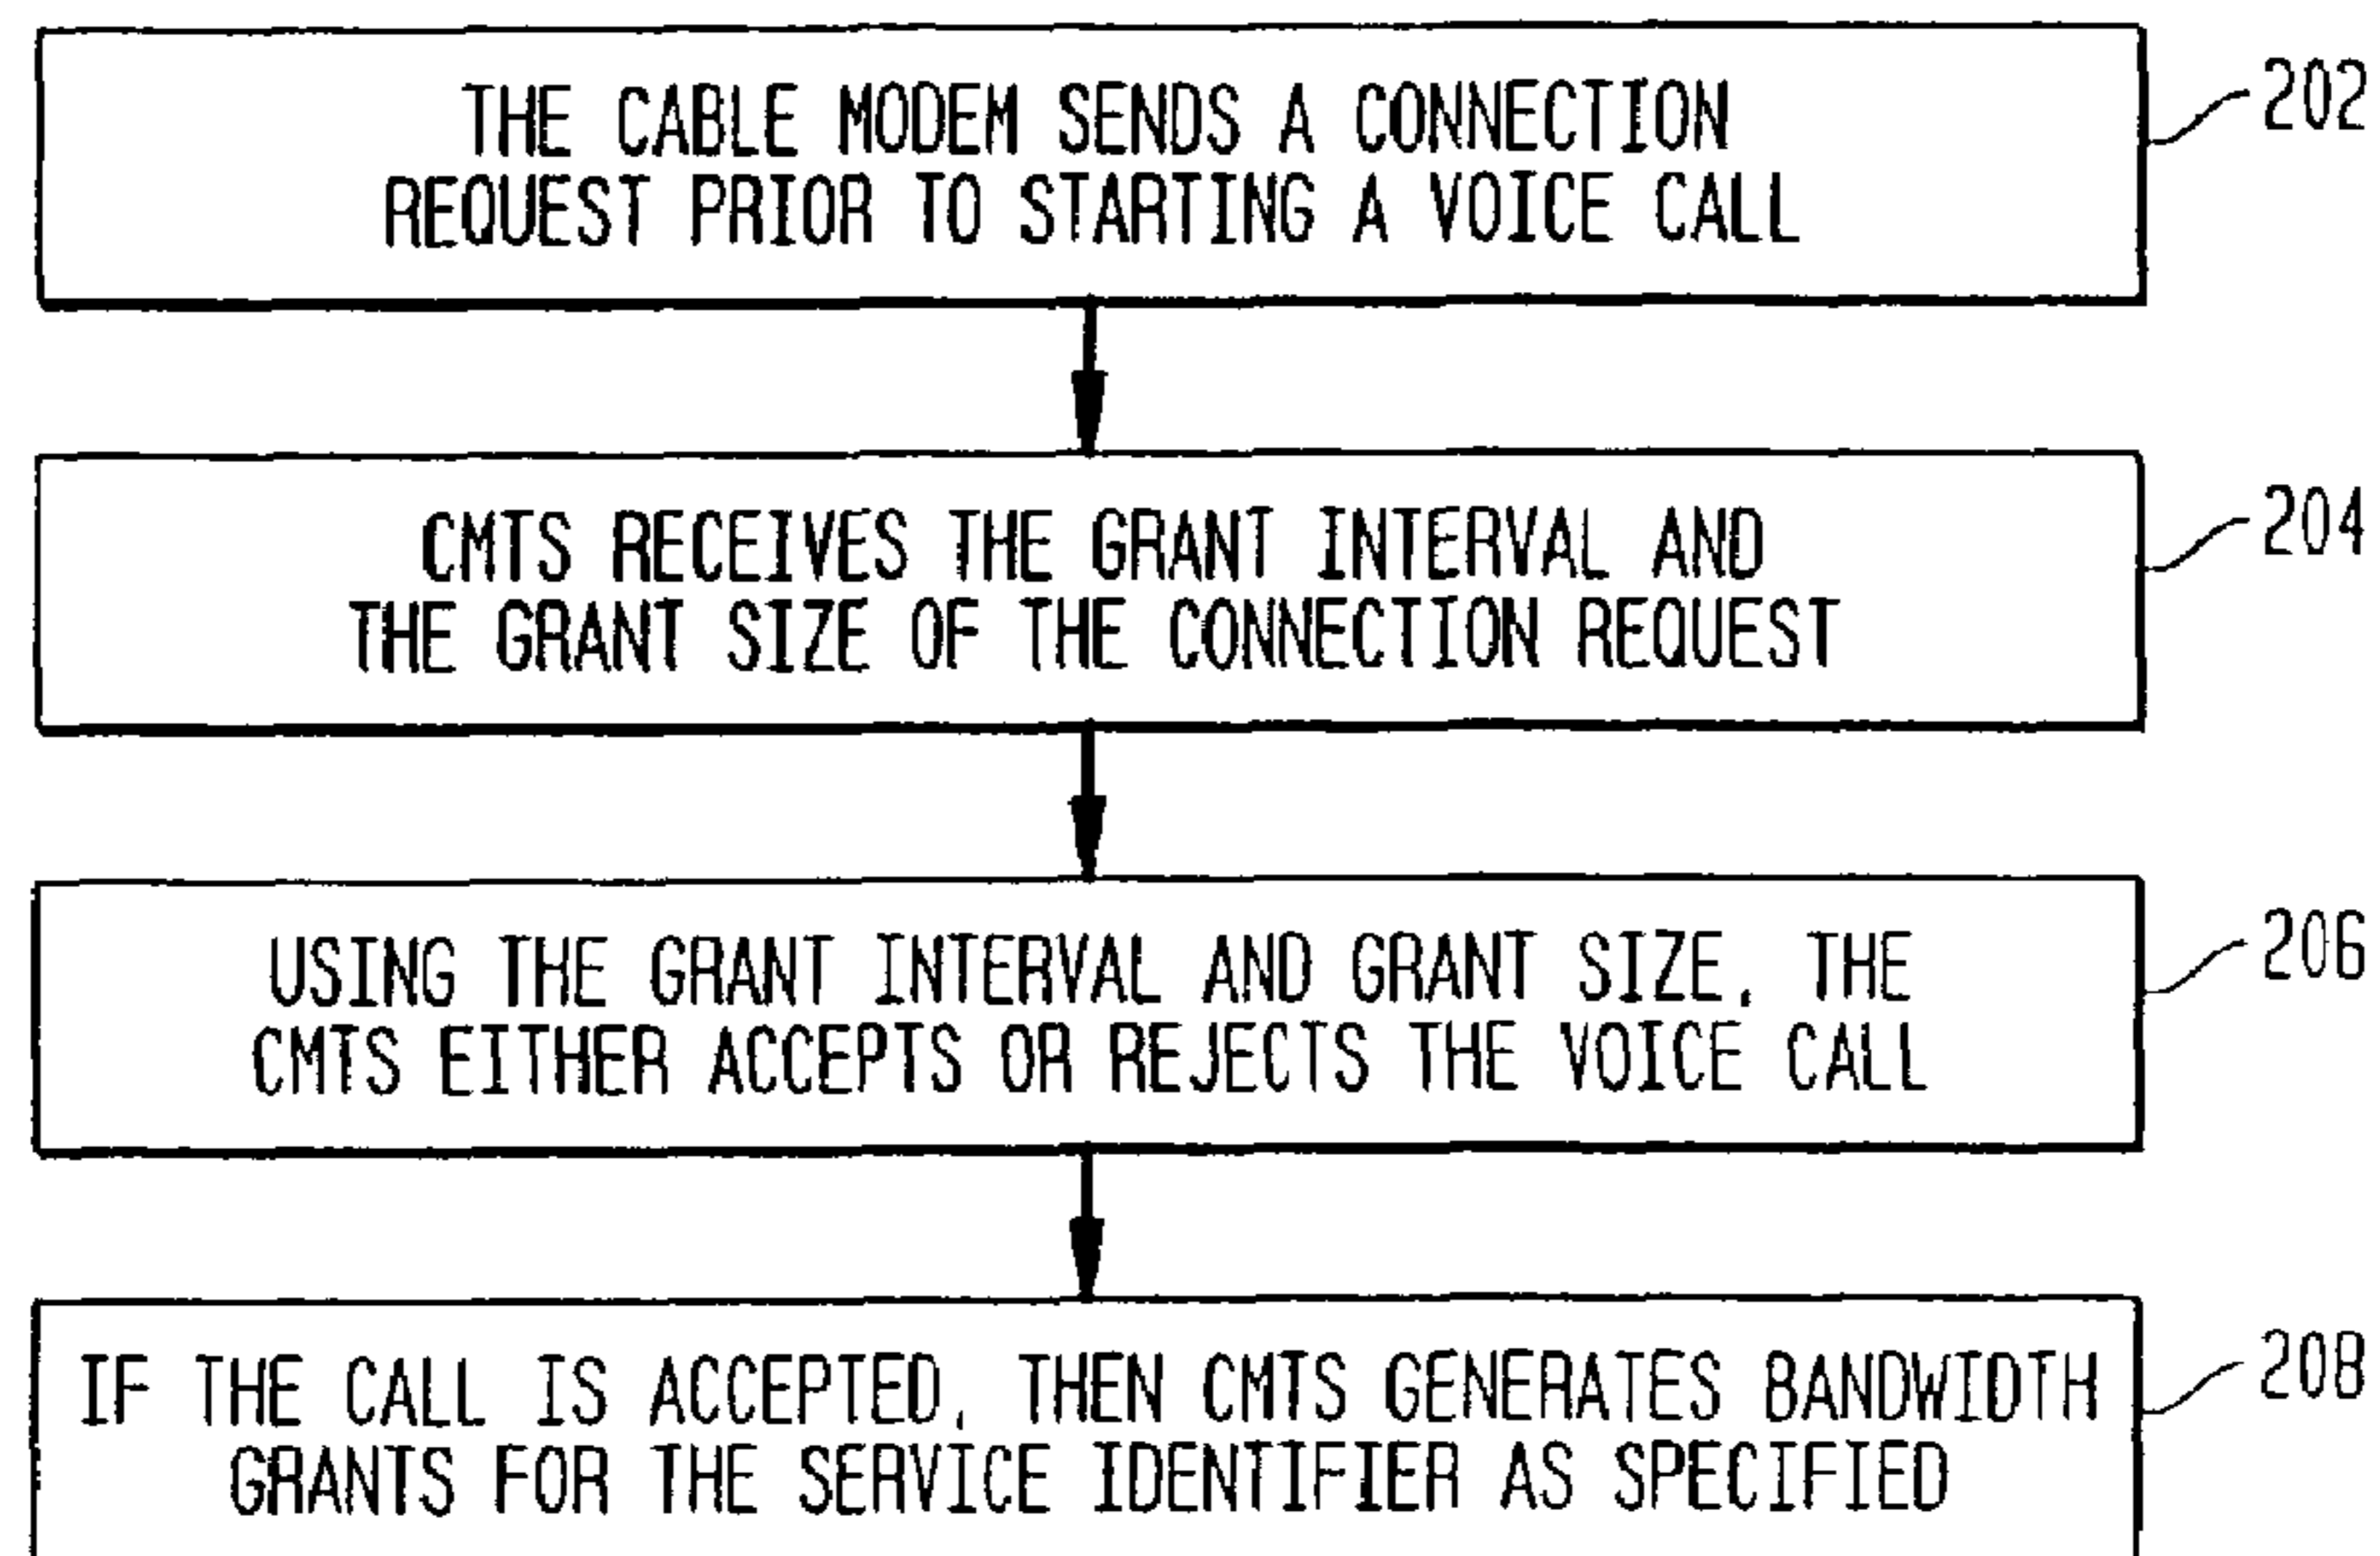 THE CABLE MODEM SENDS A CONNECTION
REQUEST PRIOR TO STARTING A VOICE CALL
202
CMTS RECEIVES THE GRANT INTERVAL AND
THE GRANT SIZE OF THE CONNECTION REQUEST
204
USING THE GRANT INTERVAL AND GRANT SIZE, THE
CMTS EITHER ACCEPTS OR REJECTS THE VOICE CALL
206
IF THE CALL IS ACCEPTED, THEN CMTS GENERATES BANDWIDTH
GRANTS FOR THE SERVICE IDENTIFIER AS SPECIFIED
208